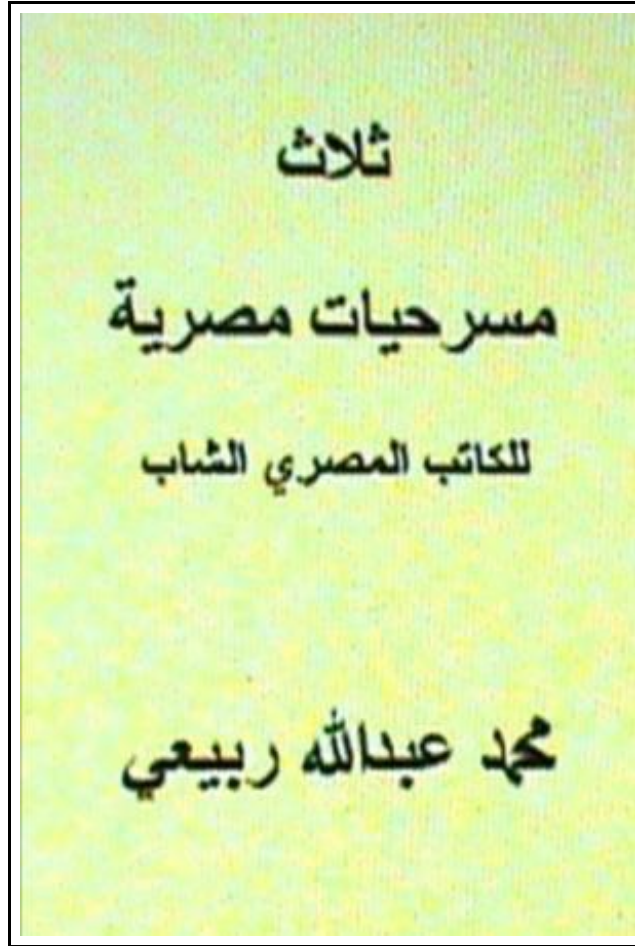 ثلاث
مسرحيات مصرية
للكاتب المصري الشاب
محمد عبدالله ربيعي